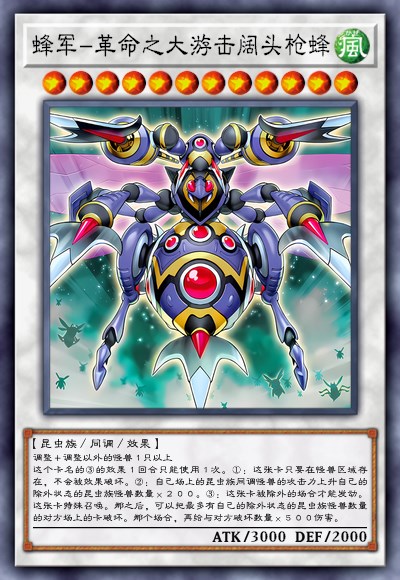 蜂军-革命之大游击阔头枪蜂
風
【昆虫族/同调/效果】
调整+调整以外的怪兽1只以上
这个卡名的③的效果1回合只能使用1次。①:这张卡只要在怪兽区域存
在,不会被效果破坏。②:自己场上的昆虫族同调怪兽的攻击力上升自己的
除外状态的昆虫族怪兽数量×200。③:这张卡被除外的场合才能发动。
这张卡特殊召唤。那之后,可以把最多有自己的除外状态的昆虫族怪兽数量
的对方场上的卡破坏。那个场合,再给与对方破坏数量×500伤害。
ATK/3000 DEF/2000